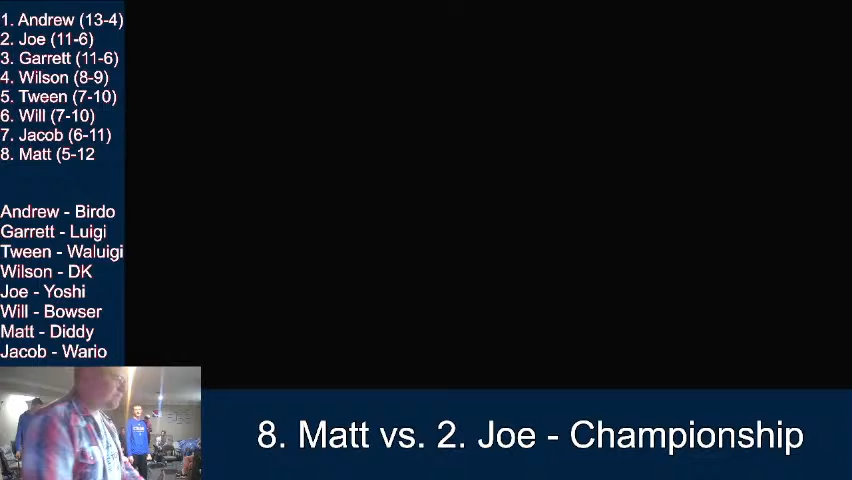 1. Andrew (13-4)
2. Joe (11-6)
3. Garrett (11-6)
4. Wilson (8-9)
5. Tween (7-10)
6. Will (7-10)
7. Jacob (6-11)
8. Matt (5-12
Andrew - Birdo
Garrett - Luigi
Tween - Waluigi
Wilson - DK
Joe - Yoshi
Will - Bowser
Matt - Diddy
Jacob - Wario
8. Matt vs. 2. Joe - Championship